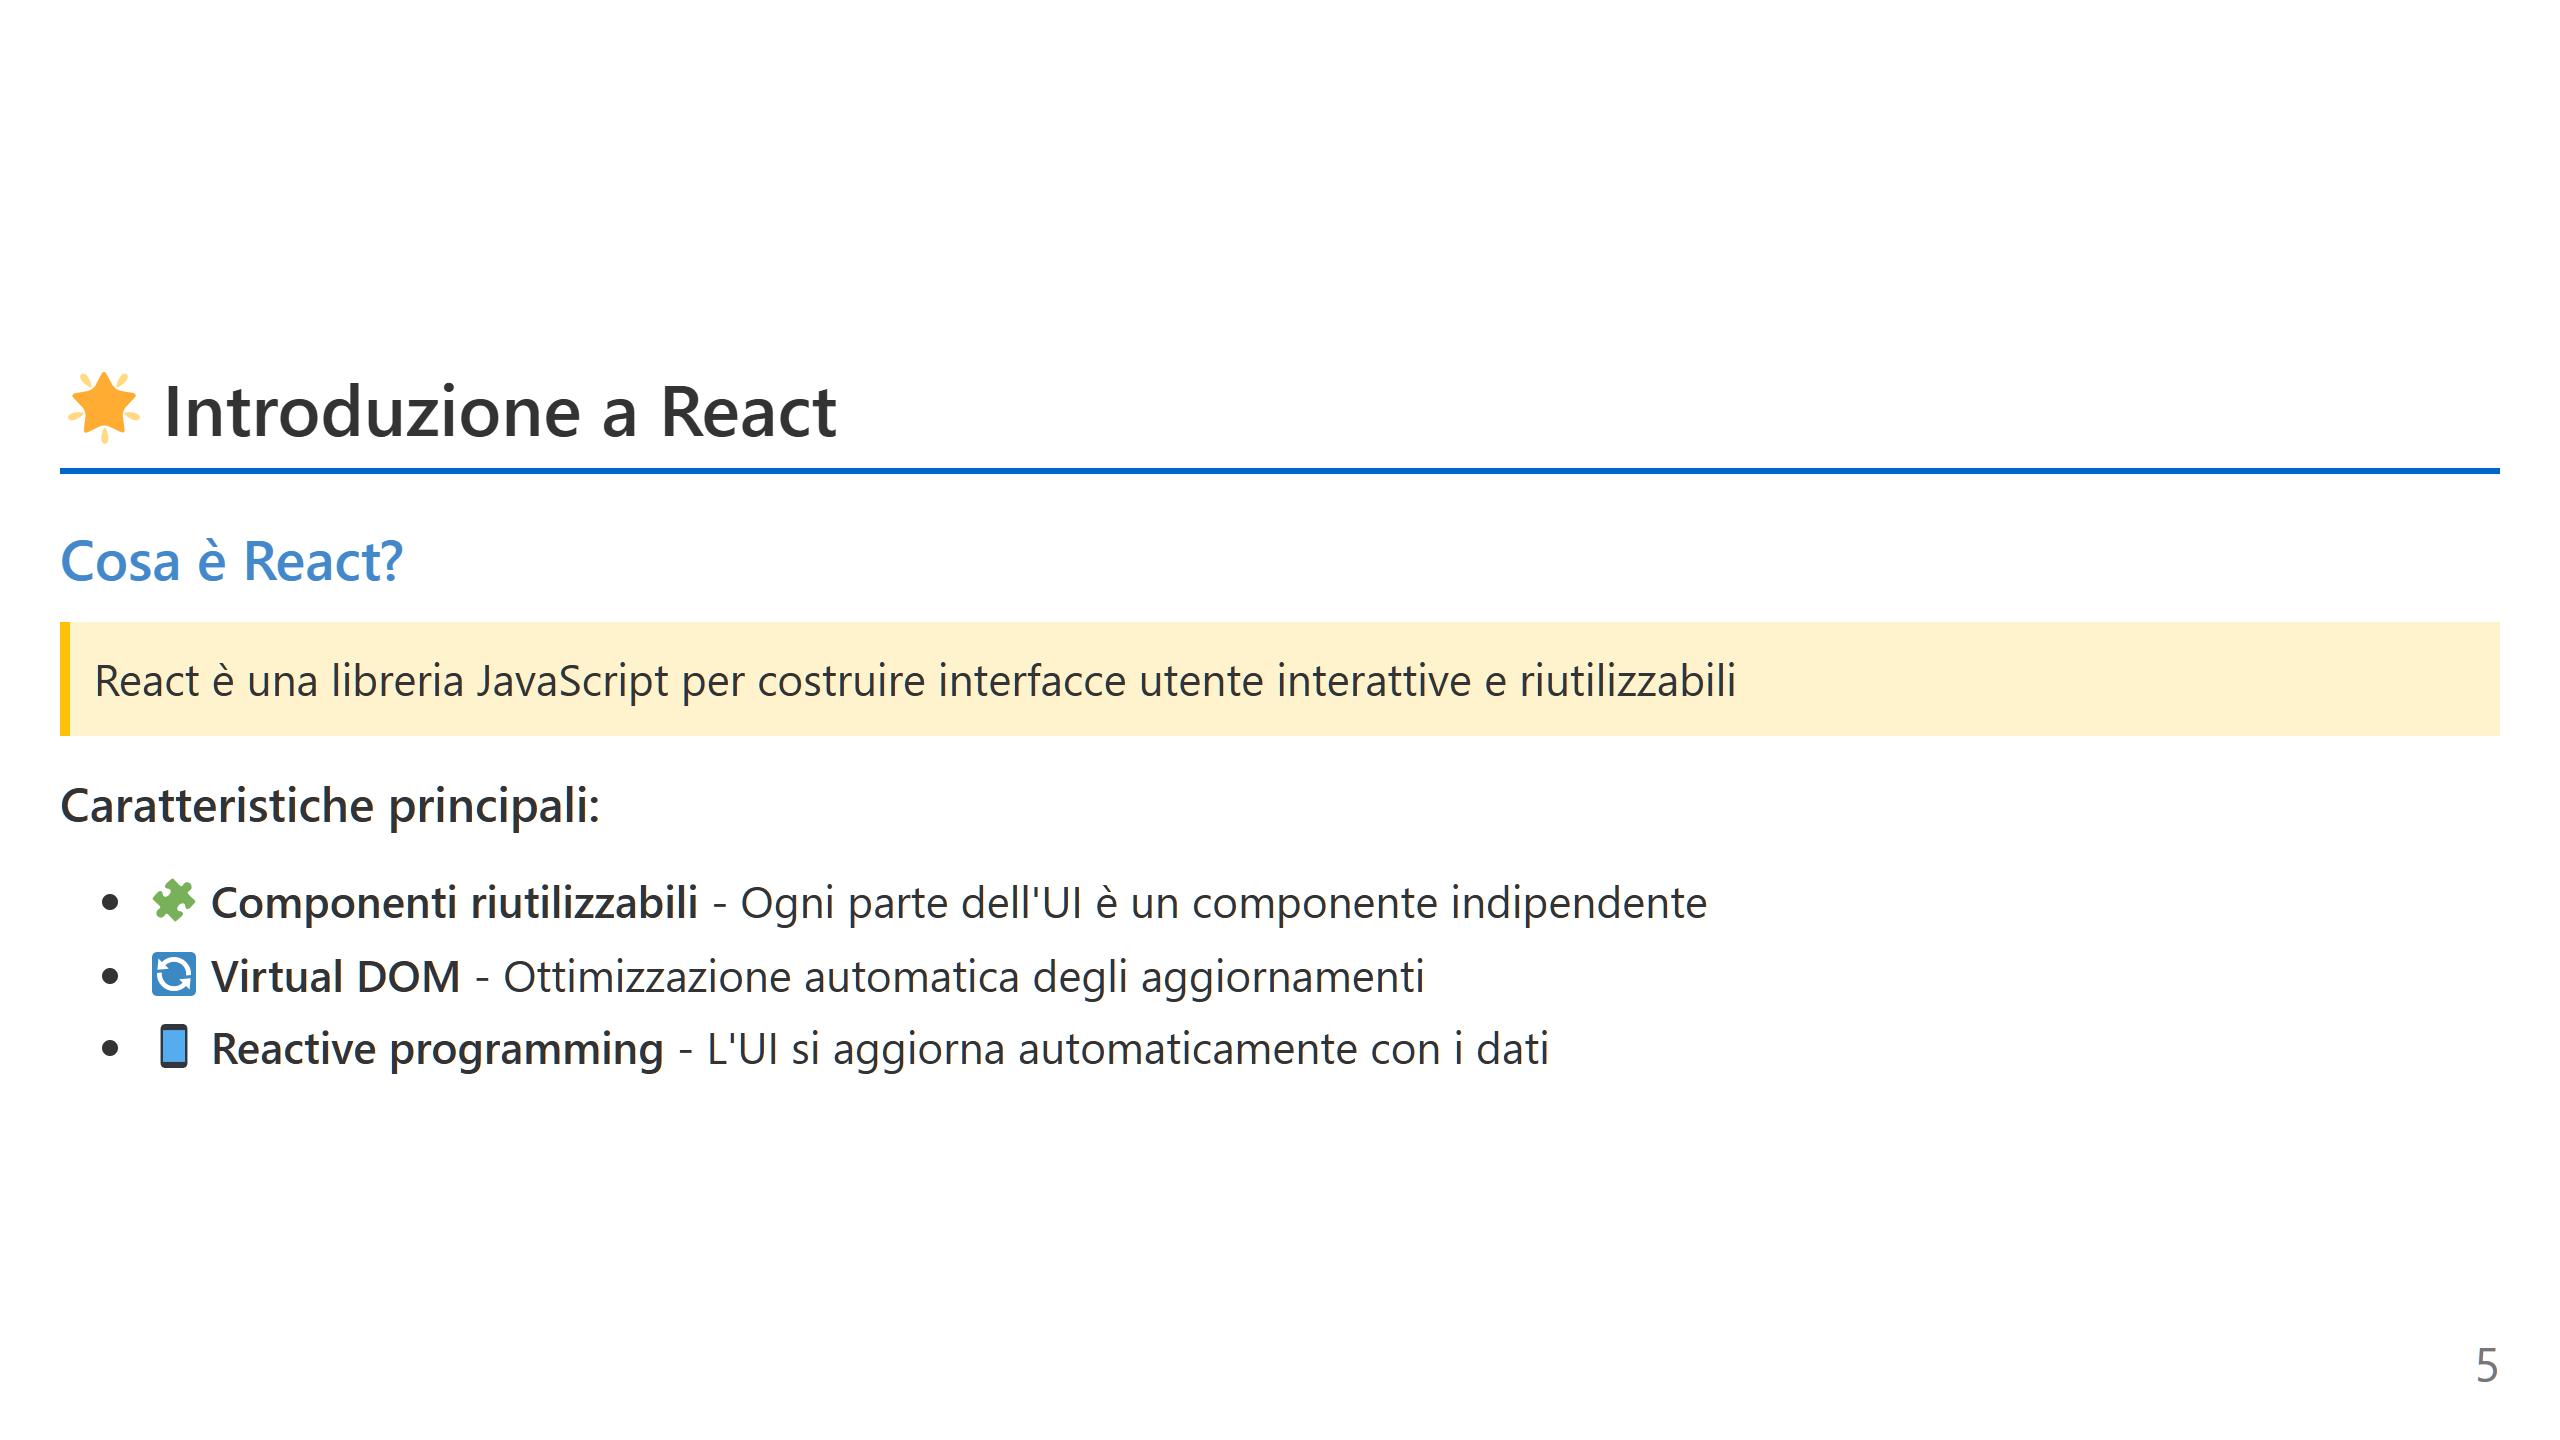 Introduzione a React
Cosa è React?
React è una libreria JavaScript per costruire interfacce utente interattive e riutilizzabili
Caratteristiche principali:
Componenti riutilizzabili - Ogni parte dell'UI è un componente indipendente
Virtual DOM - Ottimizzazione automatica degli aggiornamenti
Reactive programming - L'UI si aggiorna automaticamente con i dati
5